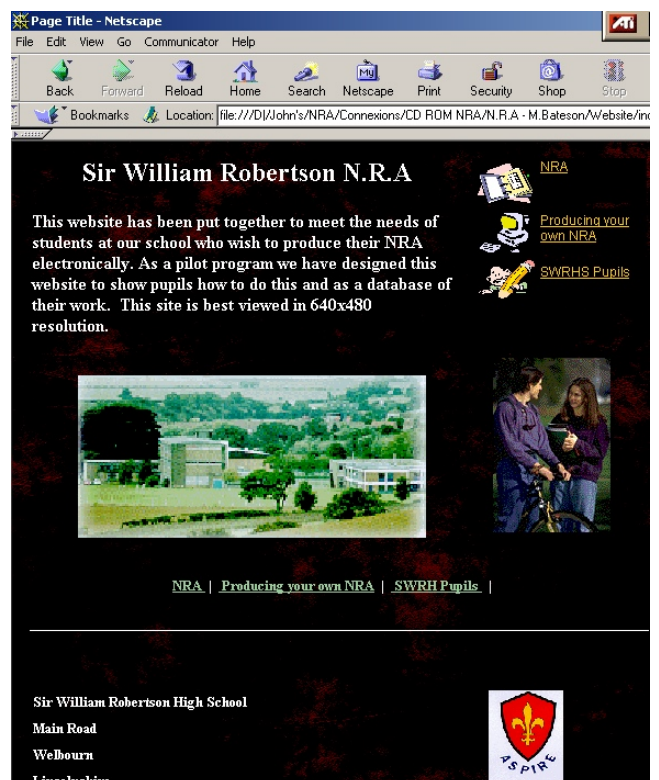 Page Title - Netscape
ATi
File Edit View Go Communicator Help
My
Back Forward Reload Home Search Netscape Print Security Shop Stop
Bookmarks Location: file:///D|/John's/NRA/Connexions/CD ROM NRA/N.R.A - M.Bateson/Website/inc
Sir William Robertson N.R.A
NRA
This website has been put together to meet the needs of
students at our school who wish to produce their NRA
electronically. As a pilot program we have designed this
website to show pupils how to do this and as a database of
their work. This site is best viewed in 640x480
resolution.
Producing your
own NRA
SWRHS Pupils
NRA | Producing your own NRA | SWRH Pupils |
Sir William Robertson High School
Main Road
Welbourn
Lincolnshire
ASPIRE